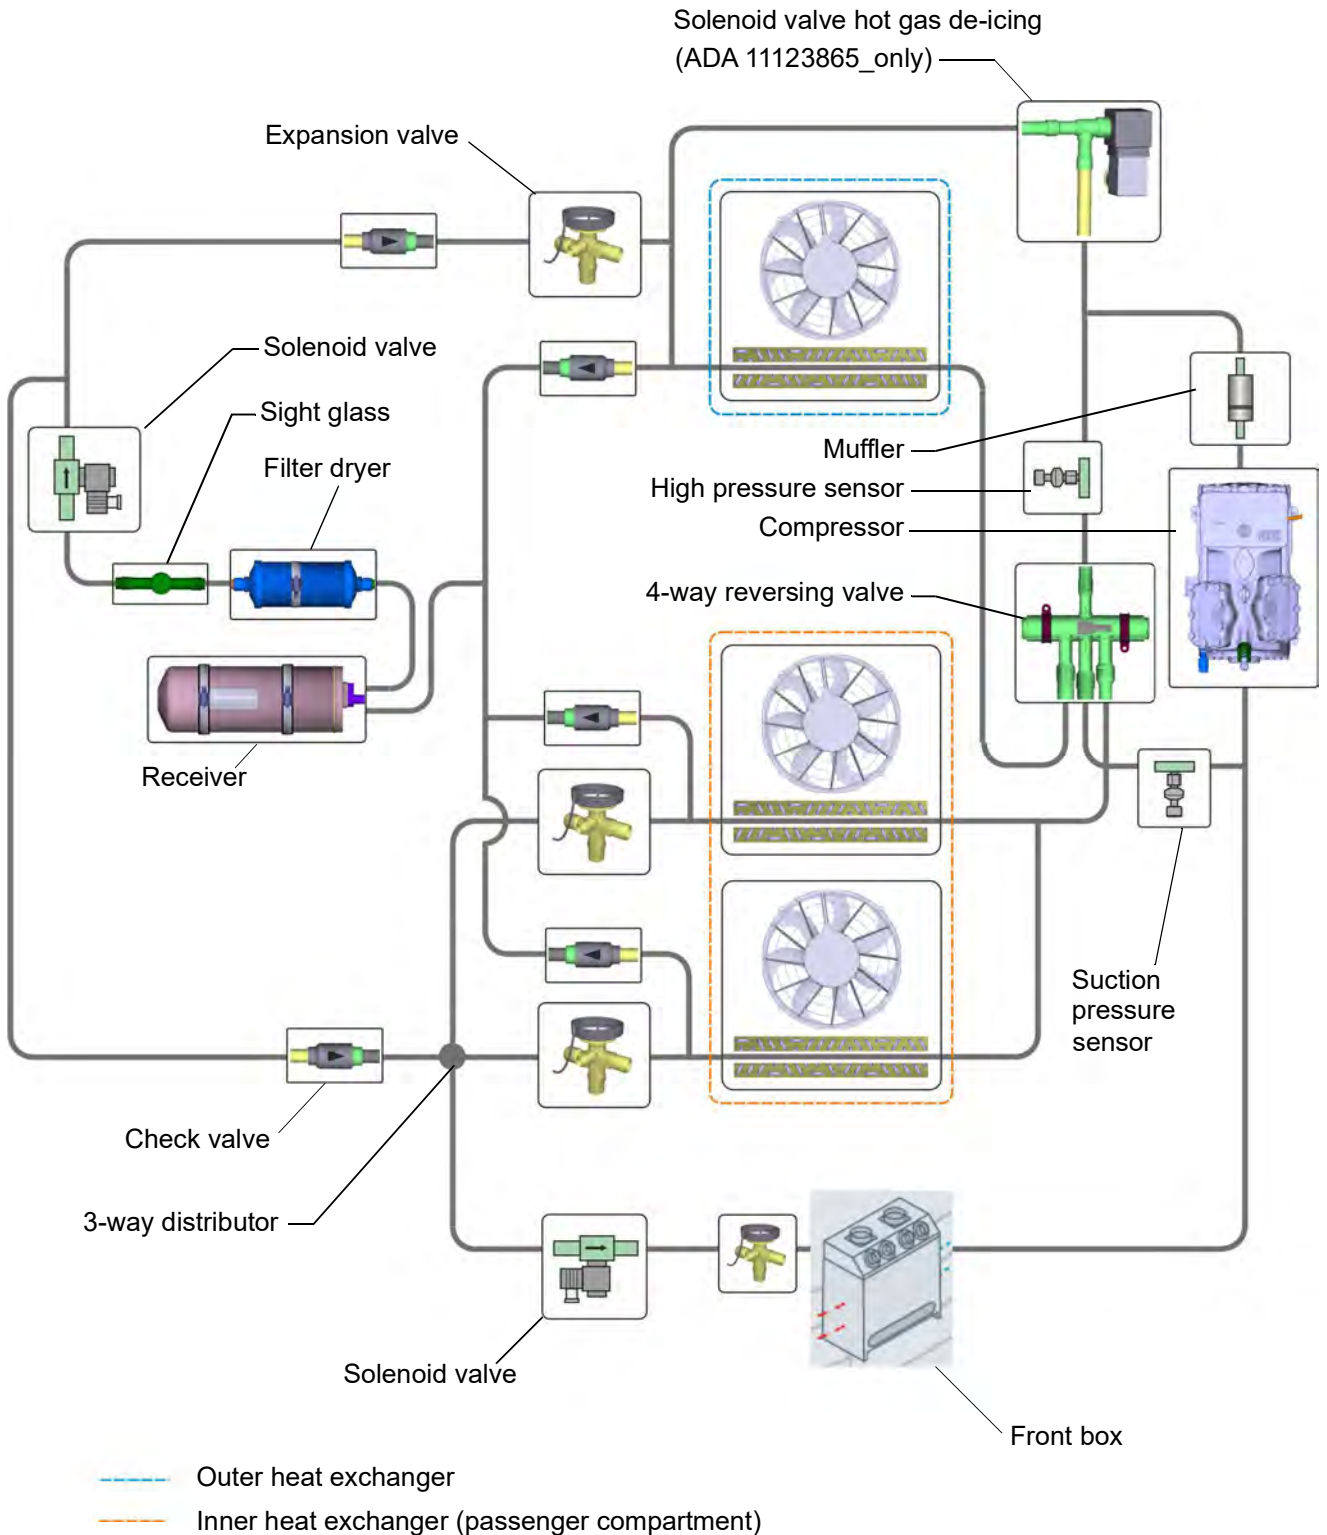 Solenoid valve hot gas de-icing
(ADA 11123865_only)
Expansion valve
Solenoid valve
Sight glass
Filter dryer
Muffler
High pressure sensor
Compressor
4-way reversing valve
Receiver
Suction
pressure
sensor
Check valve
3-way distributor
Solenoid valve
Front box
Outer heat exchanger
Inner heat exchanger (passenger compartment)